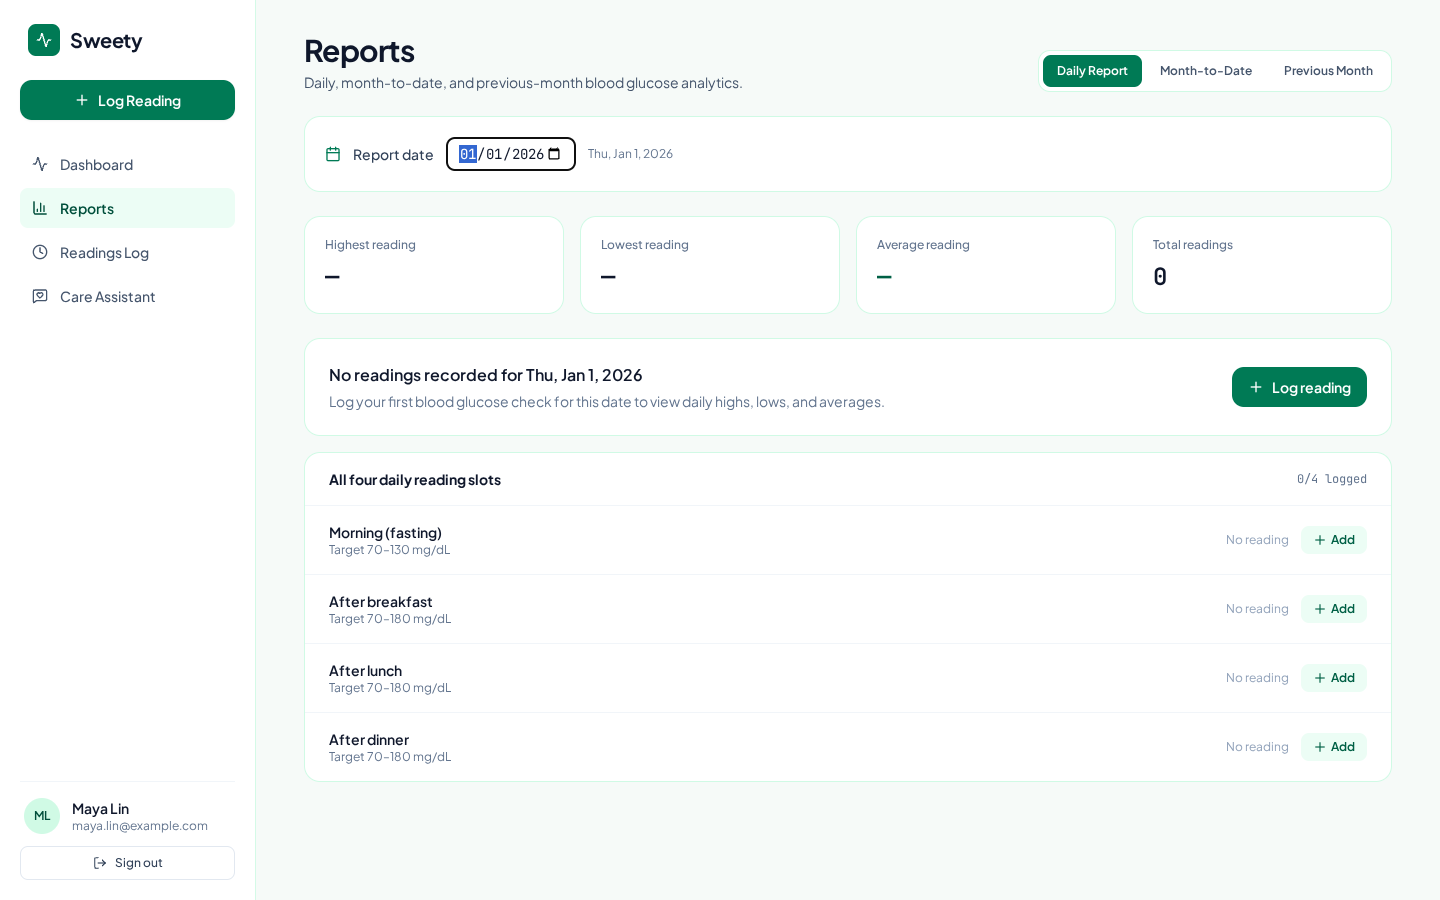 Sweety
Log Reading
Dashboard
Reports
Readings Log
Care Assistant
ML
Maya Lin
maya.lin@example.com
Sign out
Reports
Daily, month-to-date, and previous-month blood glucose analytics.
Daily Report
Month-to-Date
Previous Month
Report date
01/01/2026
Thu, Jan 1, 2026
Highest reading
—
Lowest reading
—
Average reading
—
Total readings
0
No readings recorded for Thu, Jan 1, 2026
Log your first blood glucose check for this date to view daily highs, lows, and averages.
Log reading
All four daily reading slots
0/4 logged
Morning (fasting)
Target 70–130 mg/dL
No reading
Add
After breakfast
Target 70–180 mg/dL
No reading
Add
After lunch
Target 70–180 mg/dL
No reading
Add
After dinner
Target 70–180 mg/dL
No reading
Add